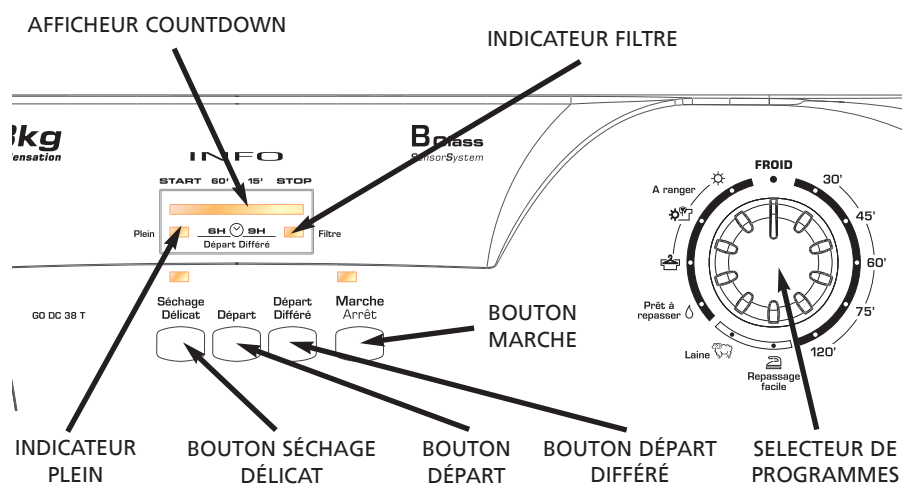 AFFICHEUR COUNTDOWN
INDICATEUR FILTRE
8kg
ensation
B Class
SensorSystem
INFO
START 60' 15' STOP
Plein
6H 9H
Départ Différé
Filtre
Séchage
Délicat
Départ
Départ
Différé
Marche
Arrêt
GO DC 38 T
BOUTON
MARCHE
FROID
30'
45'
60'
75'
120'
A ranger
2
Prêt à
repasser
Laine
Repassage
facile
INDICATEUR
PLEIN
BOUTON SÉCHAGE
DÉLICAT
BOUTON
DÉPART
BOUTON DÉPART
DIFFÉRÉ
SELECTEUR DE
PROGRAMMES